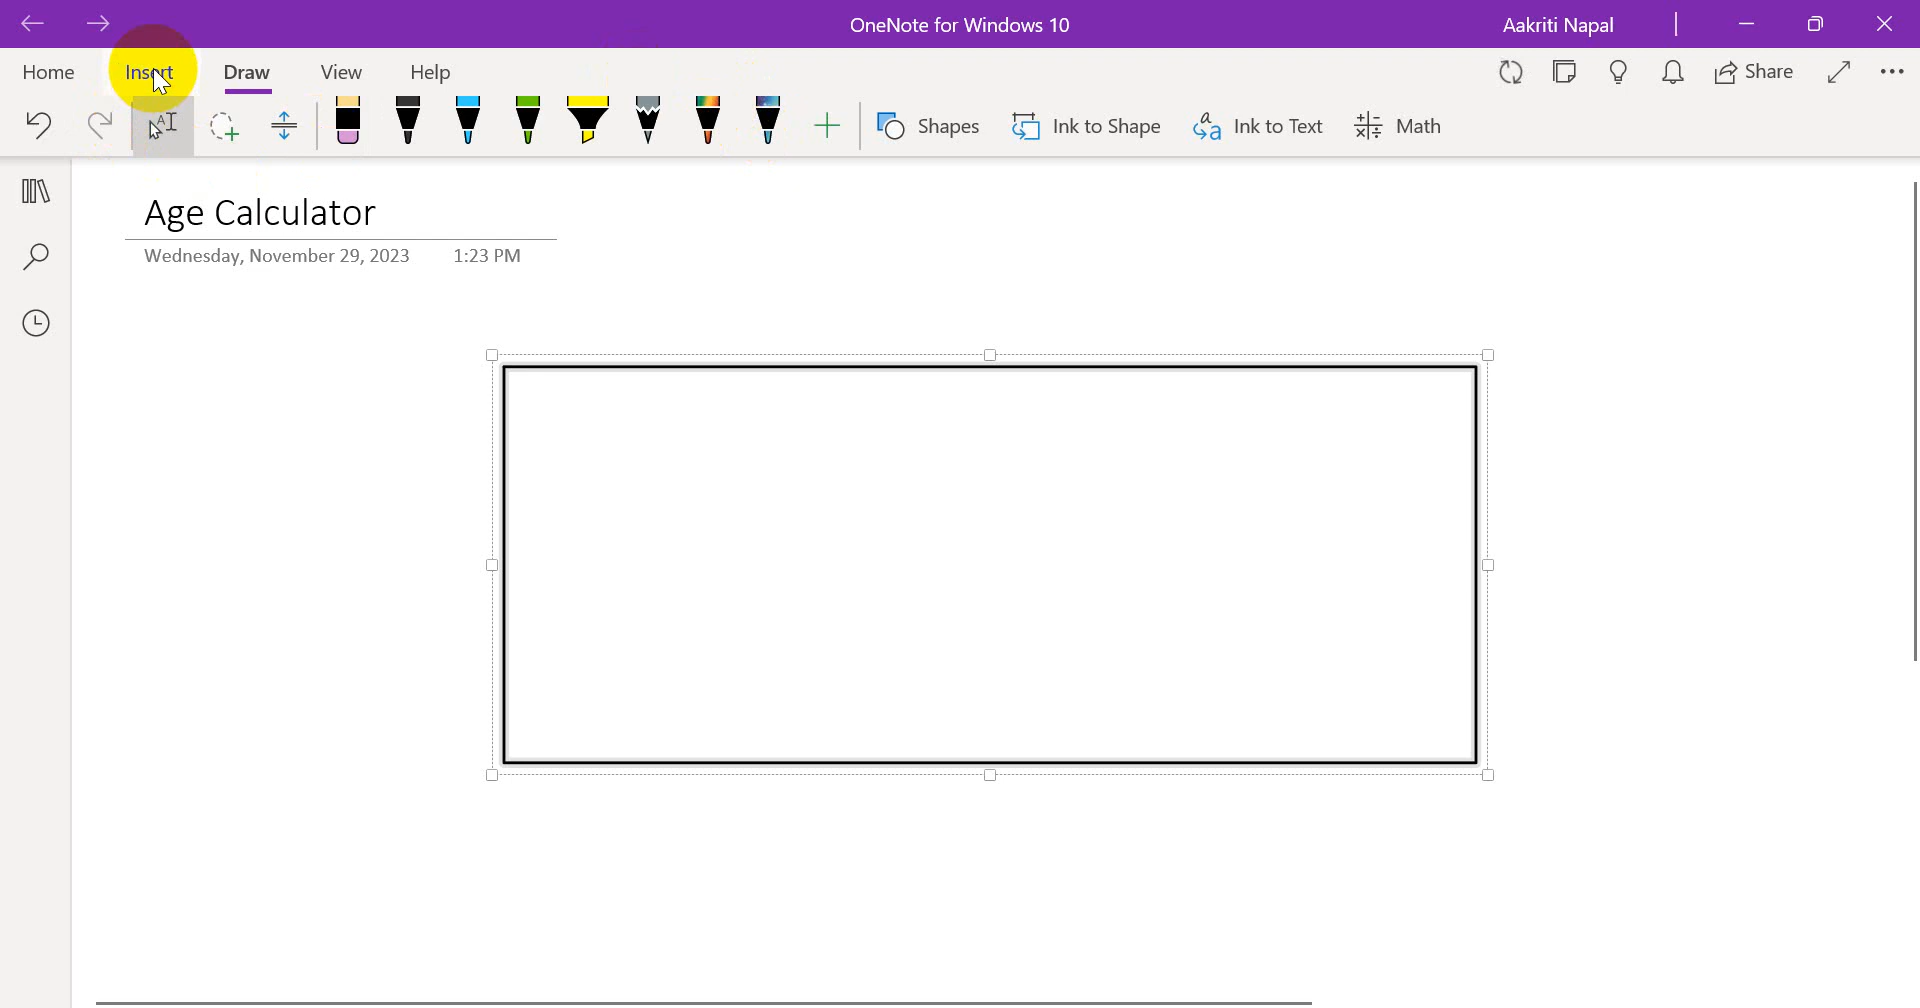 OneNote for Windows 10
Aakriti Napal
Home Insert Draw View Help
Share
Shapes Ink to Shape Ink to Text Math
Age Calculator
Wednesday, November 29, 2023 1:23 PM